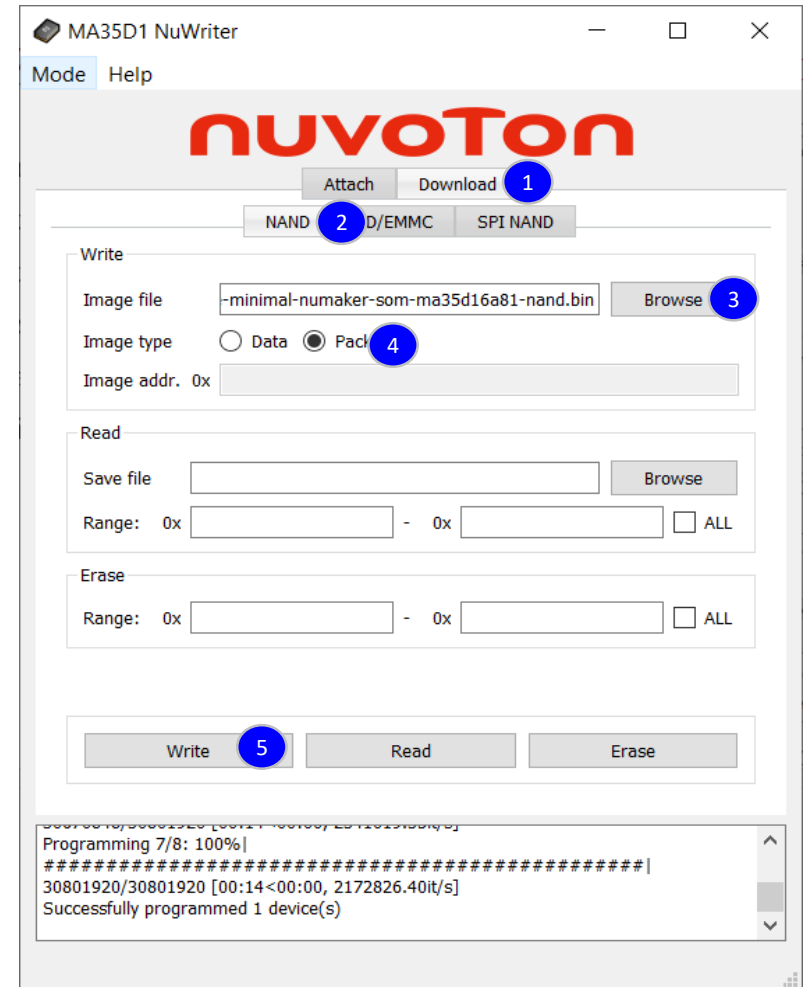 MA35D1 NuWriter
Mode Help
nuvoTon
Attach Download 1
NAND 2 D/EMMC SPI NAND
Write
Image file -minimal-numaker-som-ma35d16a81-nand.bin Browse 3
Image type Data Pack 4
Image addr. 0x
Read
Save file Browse
Range: 0x - 0x ALL
Erase
Range: 0x - 0x ALL
Write 5 Read Erase
Programming 7/8: 100%|
################################################|
30801920/30801920 [00:14<00:00, 2172826.40it/s]
Successfully programmed 1 device(s)